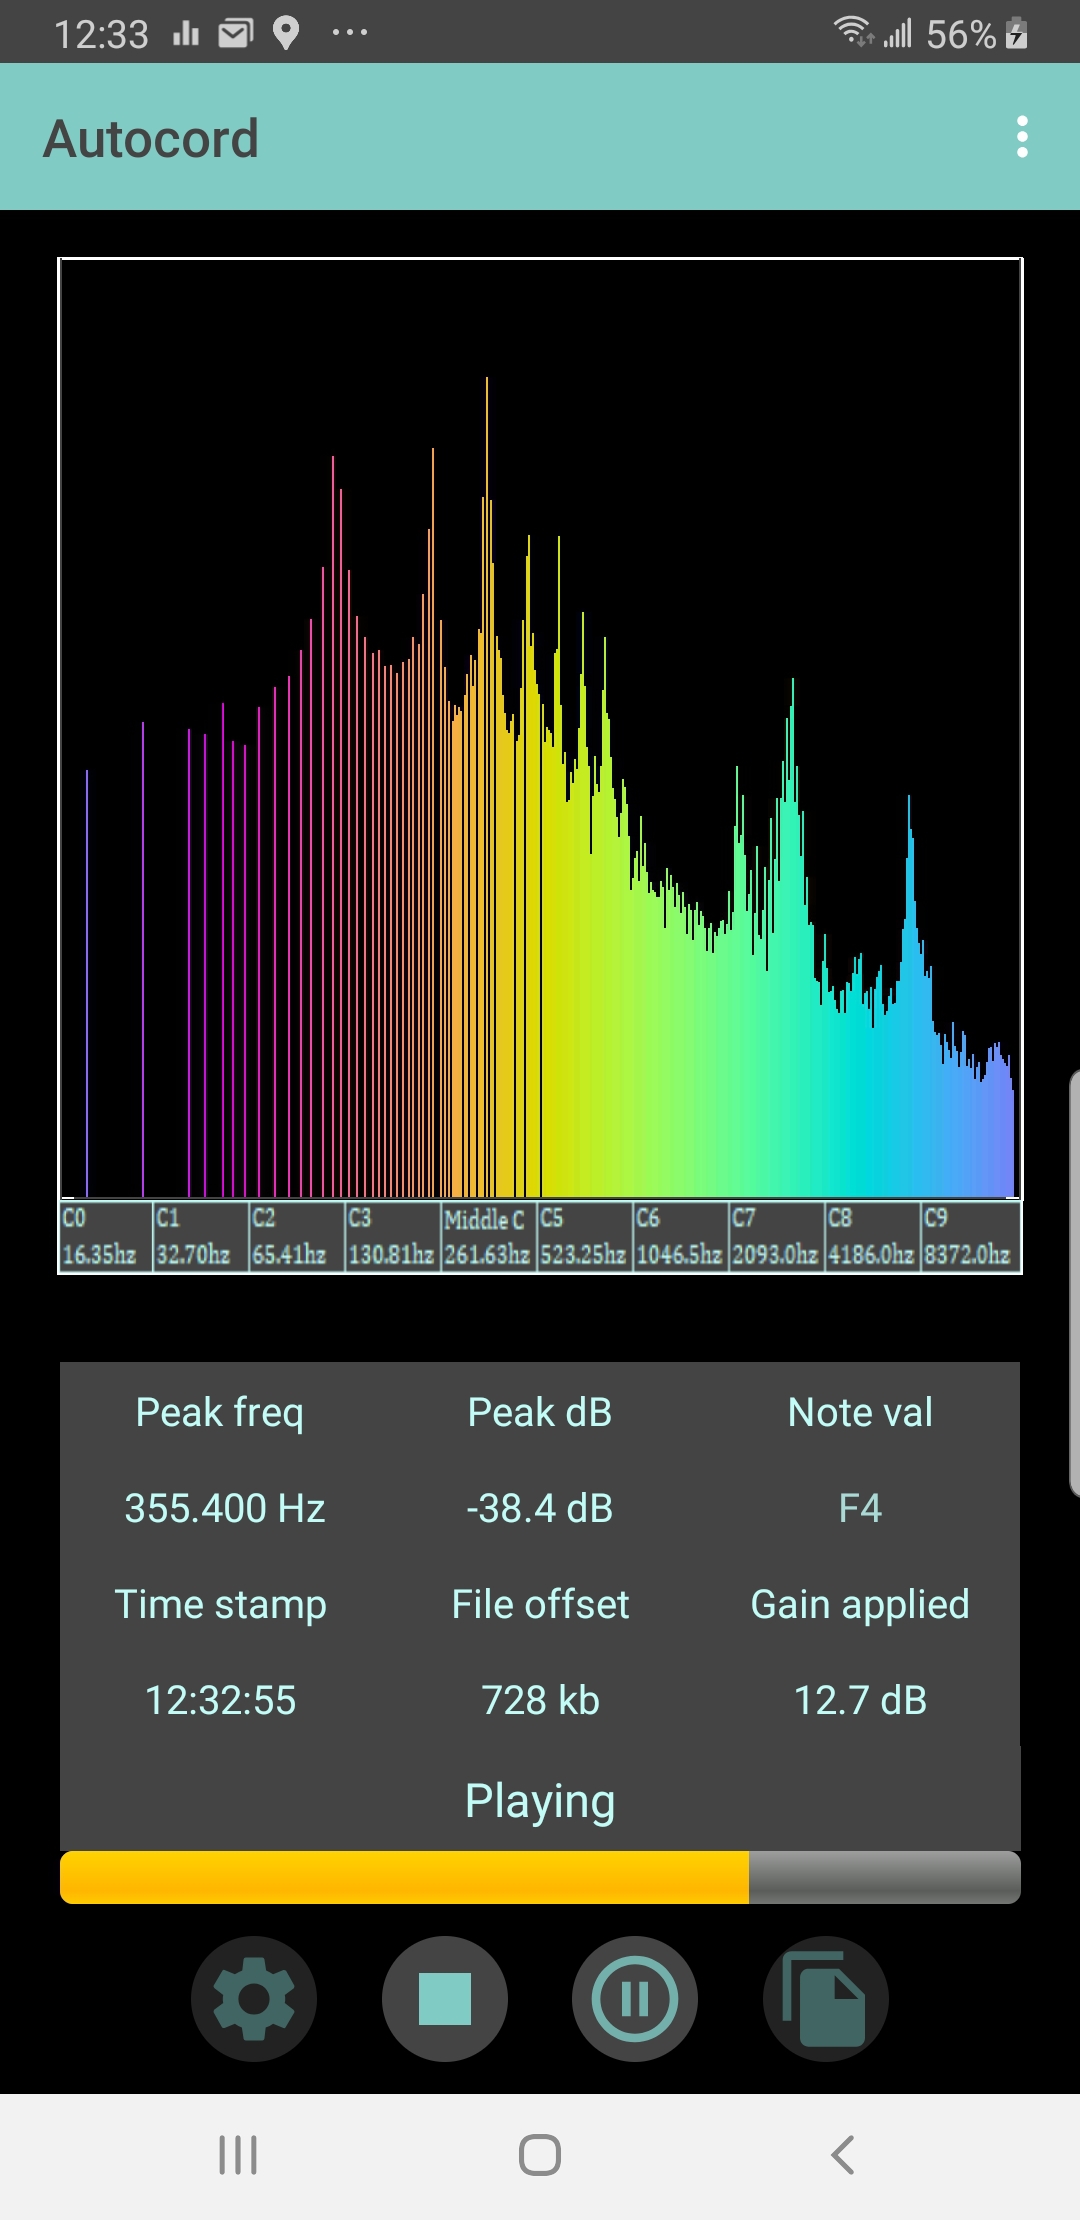 12:33 56%
Autocord
C0 C1 C2 C3 Middle C C5 C6 C7 C8 C9
16.35hz 32.70hz 65.41hz 130.81hz 261.63hz 523.25hz 1046.5hz 2093.0hz 4186.0hz 8372.0hz
Peak freq Peak dB Note val
355.400 Hz -38.4 dB F4
Time stamp File offset Gain applied
12:32:55 728 kb 12.7 dB
Playing